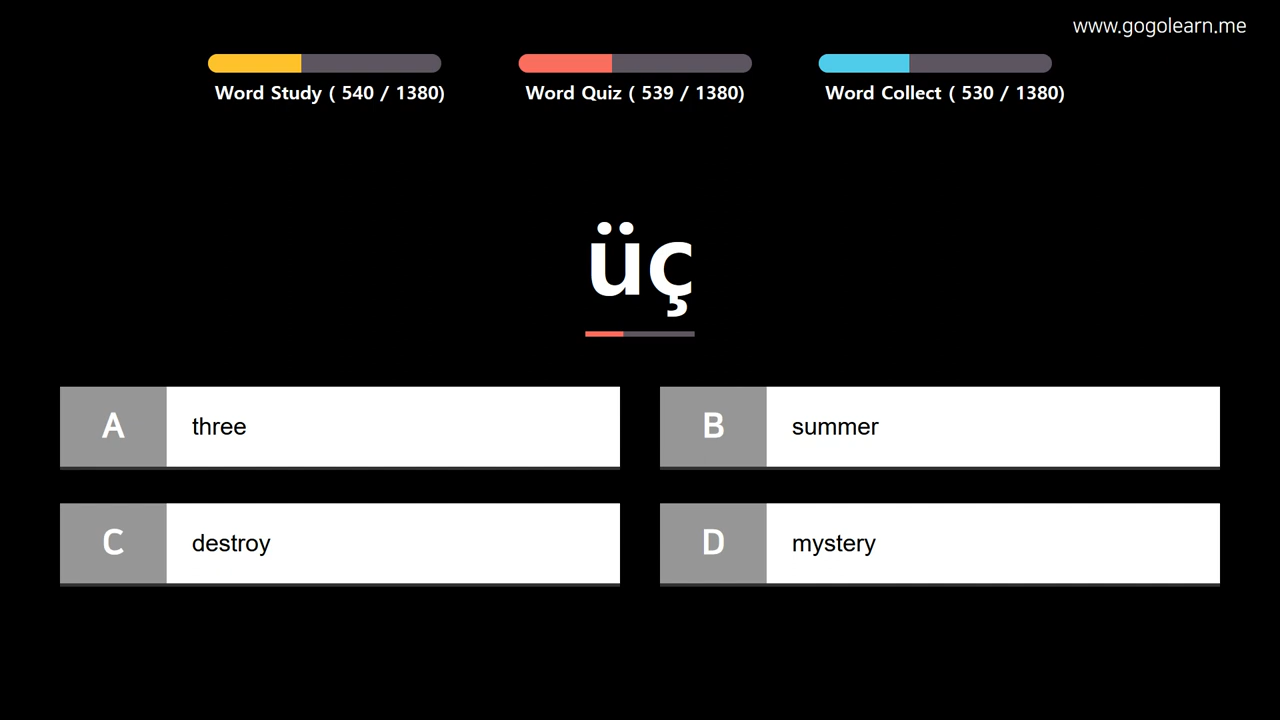 www.gogolearn.me
Word Study ( 540 / 1380)
Word Quiz ( 539 / 1380)
Word Collect ( 530 / 1380)
üç
A three
B summer
C destroy
D mystery